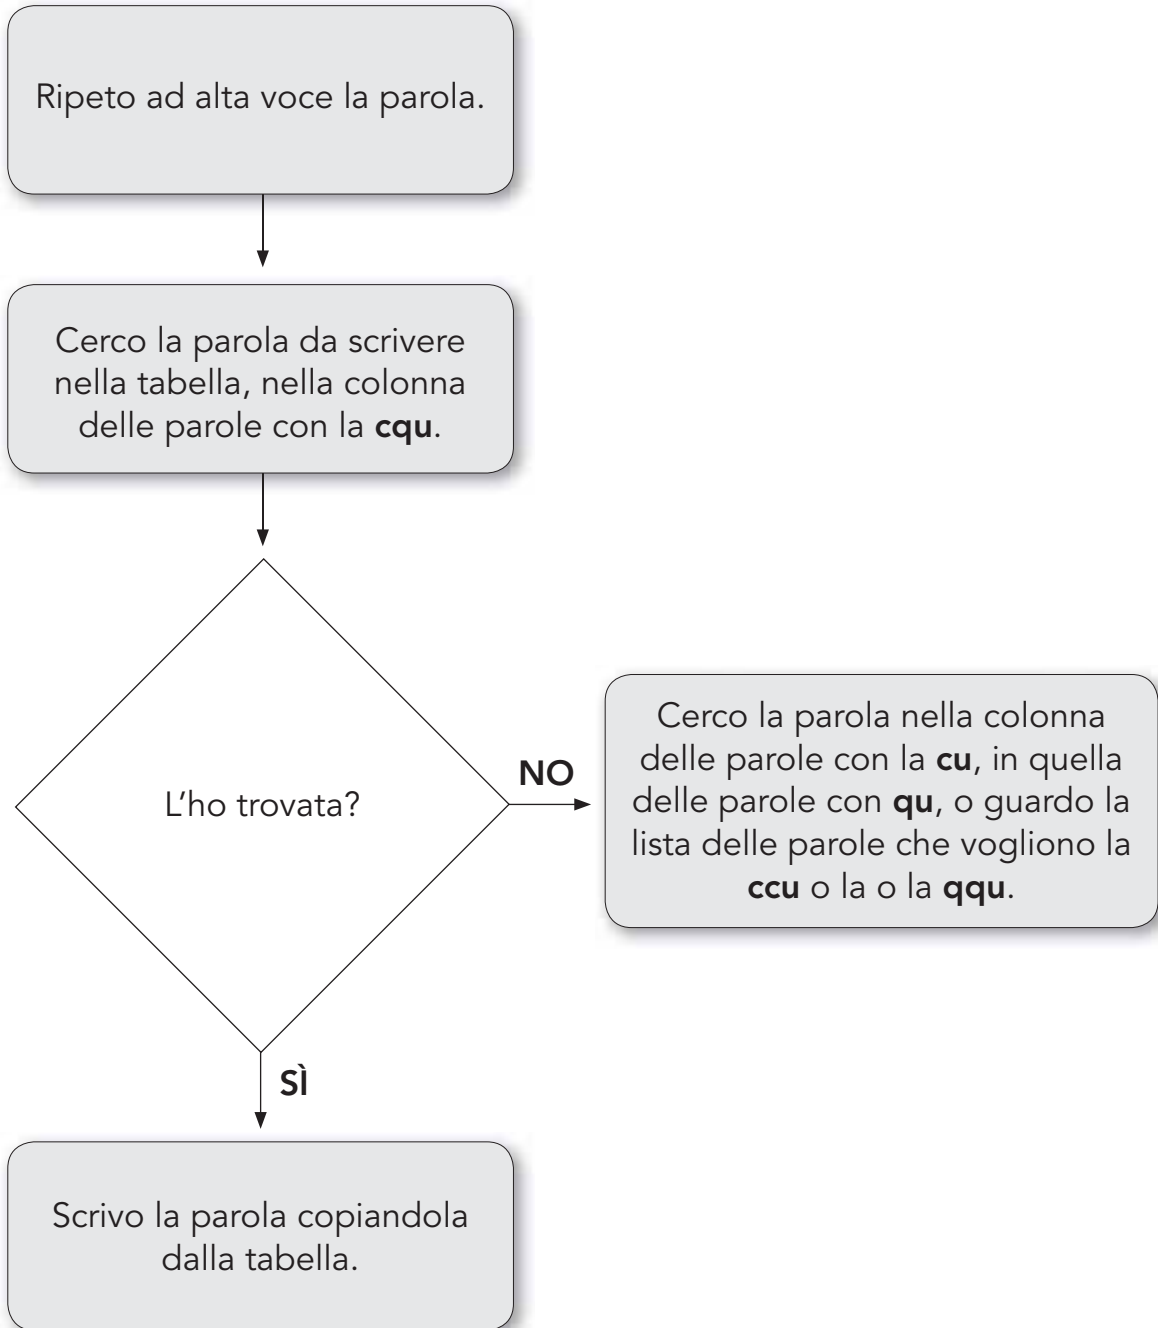 Ripeto ad alta voce la parola.
Cerco la parola da scrivere
nella tabella, nella colonna
delle parole con la cqu.
L'ho trovata?
NO
Cerco la parola nella colonna
delle parole con la cu, in quella
delle parole con qu, o guardo la
lista delle parole che vogliono la
ccu o la o la qqu.
SÌ
Scrivo la parola copiandola
dalla tabella.